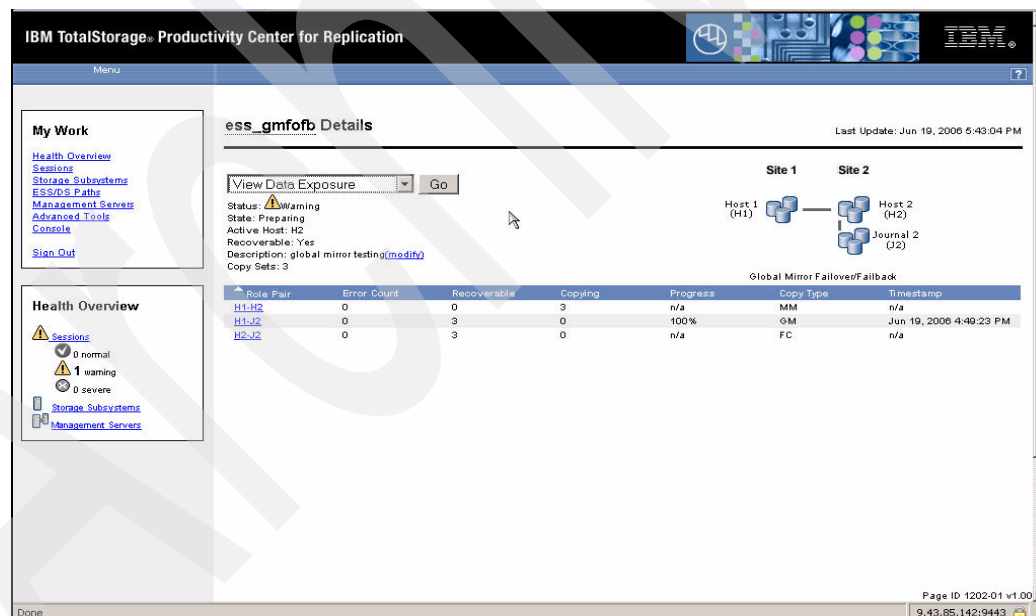 IBM TotalStorage® Productivity Center for Replication
IBM®
Menu
?
My Work
Health Overview
Sessions
Storage Subsystems
ESS/DS Paths
Management Servers
Advanced Tools
Console
Sign Out
Health Overview
Sessions
0 normal
1 warning
0 severe
Storage Subsystems
Management Servers
ess_gmfofb Details
Last Update: Jun 19, 2006 5:43:04 PM
View Data Exposure Go
Status: Warning
State: Preparing
Active Host: H2
Recoverable: Yes
Description: global mirror testing(modify)
Copy Sets: 3
Site 1 Site 2
Host 1 (H1)
Host 2 (H2)
Journal 2 (J2)
Global Mirror Failover/Failback
Role Pair Error Count Recoverable Copying Progress Copy Type Timestamp
H1-H2 0 0 3 n/a MM n/a
H1-J2 0 3 0 100% GM Jun 19, 2006 4:49:23 PM
H2-J2 0 3 0 n/a FC n/a
Page ID 1202-01 v1.00
Done
9.43.85.142:9443